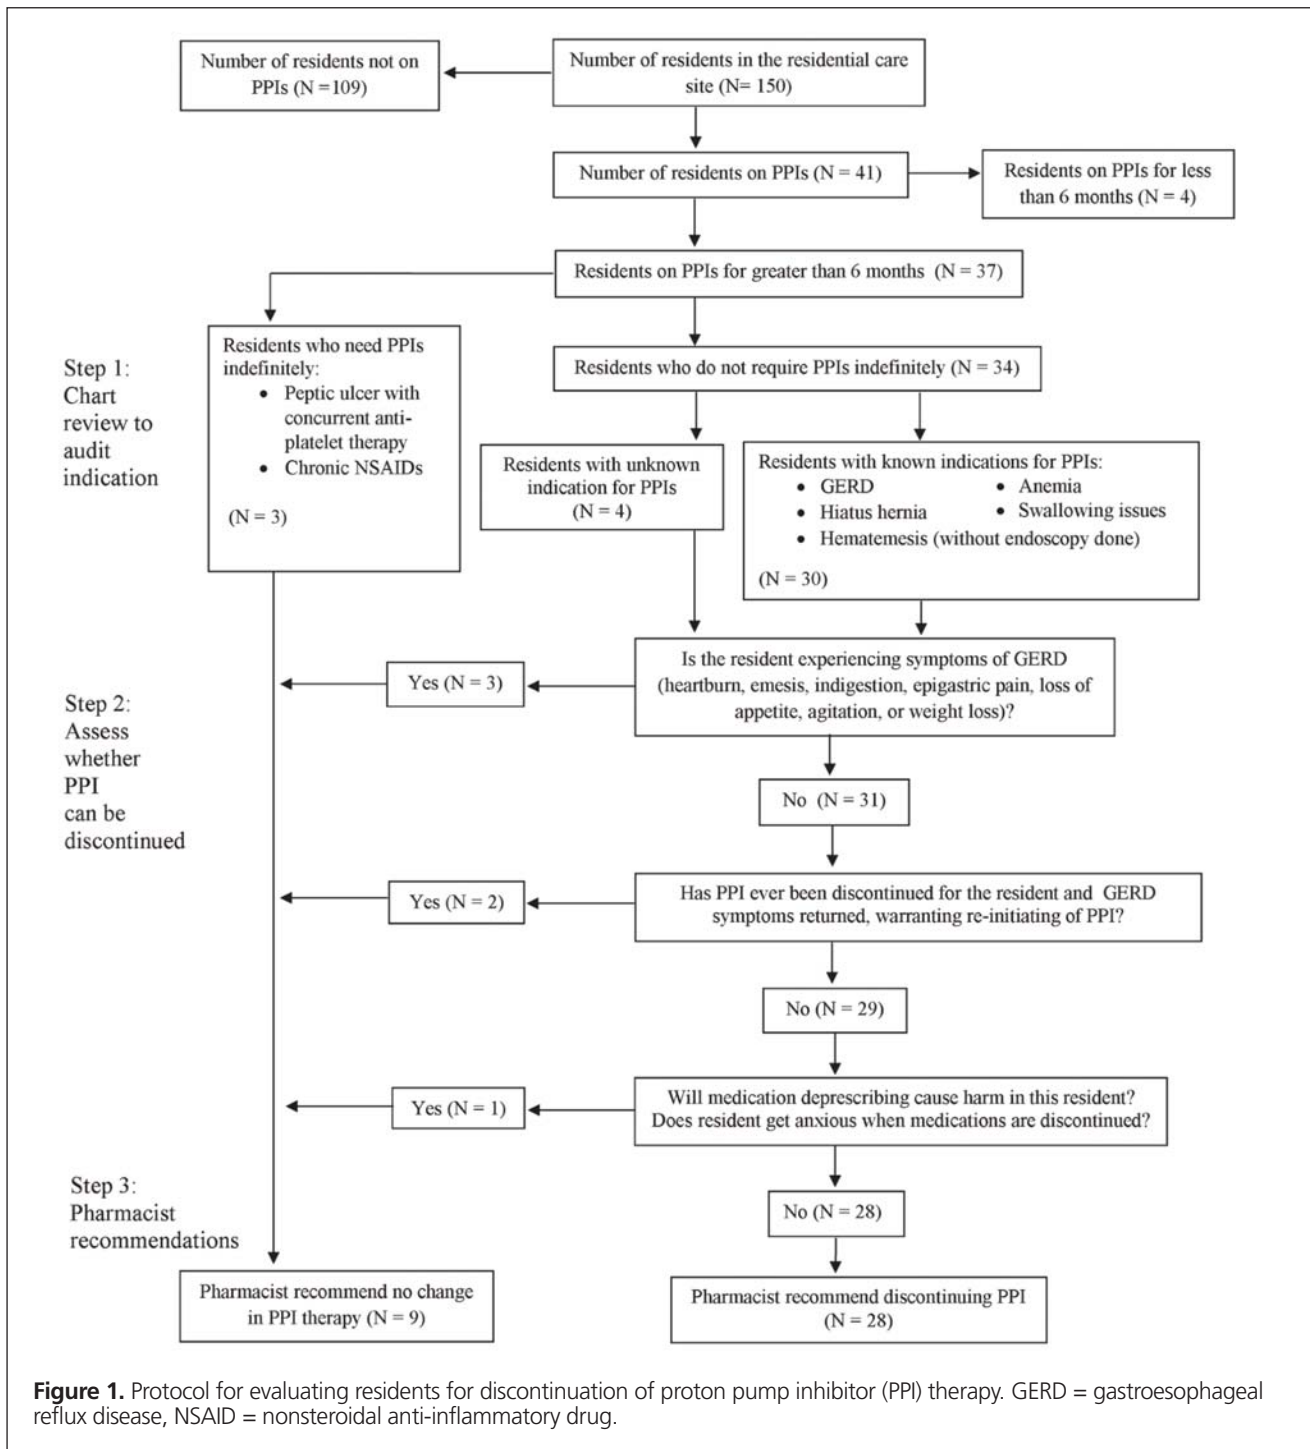 Number of residents not on
PPIs (N =109)
Number of residents in the residential care
site (N= 150)
Number of residents on PPIs (N = 41)
Residents on PPIs for less
than 6 months (N = 4)
Residents on PPIs for greater than 6 months (N = 37)
Step 1:
Chart
review to
audit
indication
Residents who need PPIs
indefinitely:
• Peptic ulcer with
concurrent anti-
platelet therapy
• Chronic NSAIDs
(N = 3)
Residents who do not require PPIs indefinitely (N = 34)
Residents with unknown
indication for PPIs
(N = 4)
Residents with known indications for PPIs:
• GERD
• Anemia
• Hiatus hernia
• Swallowing issues
• Hematemesis (without endoscopy done)
(N = 30)
Step 2:
Assess
whether
PPI
can be
discontinued
Yes (N = 3)
Is the resident experiencing symptoms of GERD
(heartburn, emesis, indigestion, epigastric pain, loss of
appetite, agitation, or weight loss)?
No (N = 31)
Yes (N = 2)
Has PPI ever been discontinued for the resident and GERD
symptoms returned, warranting re-initiating of PPI?
No (N = 29)
Yes (N = 1)
Will medication deprescribing cause harm in this resident?
Does resident get anxious when medications are discontinued?
Step 3:
Pharmacist
recommendations
No (N = 28)
Pharmacist recommend no change
in PPI therapy (N = 9)
Pharmacist recommend discontinuing PPI
(N = 28)
Figure 1. Protocol for evaluating residents for discontinuation of proton pump inhibitor (PPI) therapy. GERD = gastroesophageal
reflux disease, NSAID = nonsteroidal anti-inflammatory drug.